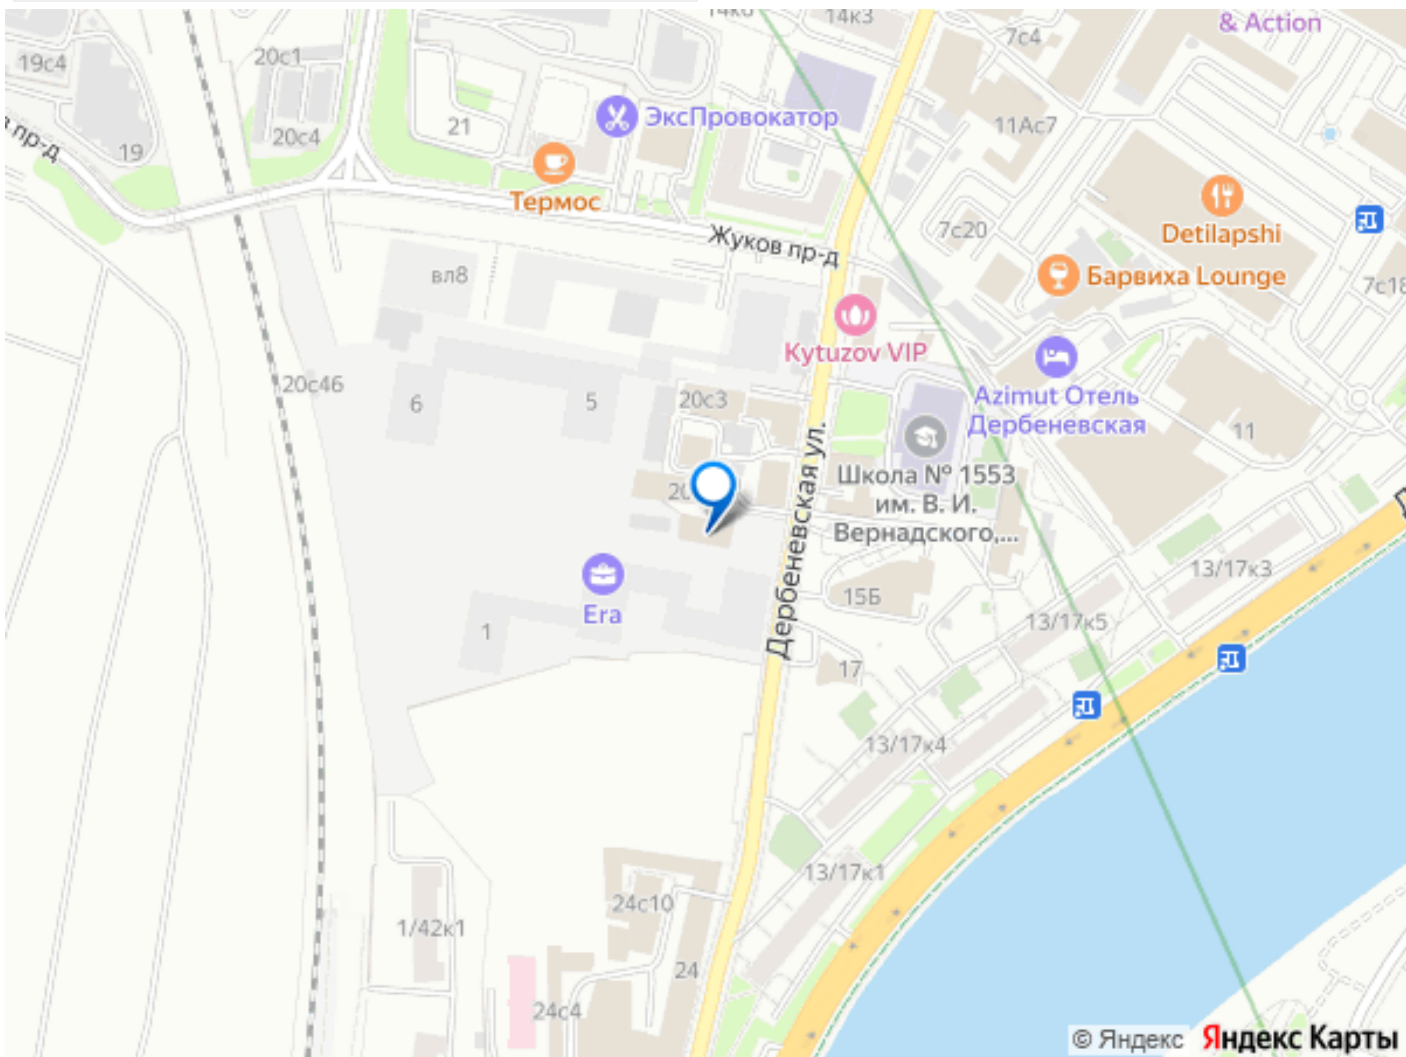 14к3
& Action
7с4
19с4
20с1
ЭксПровокатор
11Ас7
20с4
21
19
в пр-д
Термос
Detilapshi
Жуков пр-д
7с20
вл8
Барвиха Lounge
7с18
Kytuzov VIP
20с46
6
5
20с3
Azimut Отель
Дербеневская
11
Дербеневская ул.
Школа № 1553
им. В. И.
Вернадского,...
13/17к3
15Б
Era
13/17к5
1
17
13/17к4
13/17к1
24с10
1/42к1
24
24с4
© Яндекс
Яндекс Карты